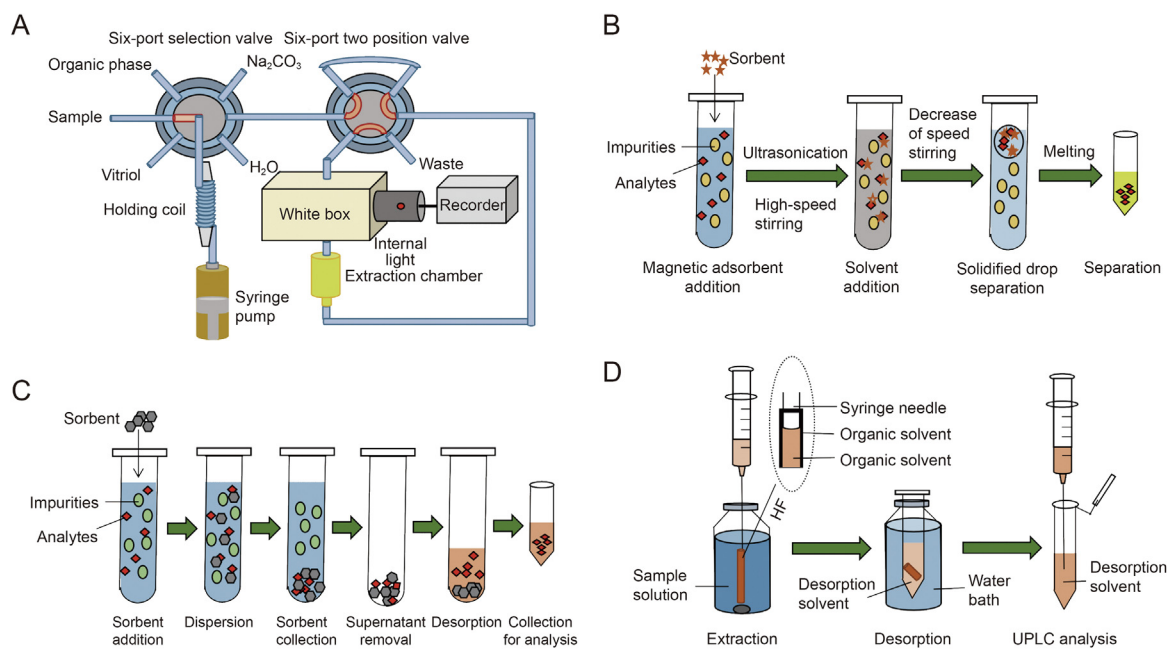 A
Six-port selection valve
Six-port two position valve
Organic phase
Na₂CO₃
Sample
Vitriol
H₂O
Waste
Holding coil
White box
Recorder
Internal
light
Extraction chamber
Syringe
pump
B
Sorbent
Impurities
Analytes
Ultrasonication
High-speed
stirring
Decrease
of speed
stirring
Melting
Magnetic adsorbent
addition
Solvent
addition
Solidified drop
separation
Separation
C
Sorbent
Impurities
Analytes
Sorbent
addition
Dispersion
Sorbent
collection
Supernatant
removal
Desorption
Collection
for analysis
D
Syringe needle
Organic solvent
Organic solvent
HF
Sample
solution
Desorption
solvent
Water
bath
Desorption
solvent
Extraction
Desorption
UPLC analysis